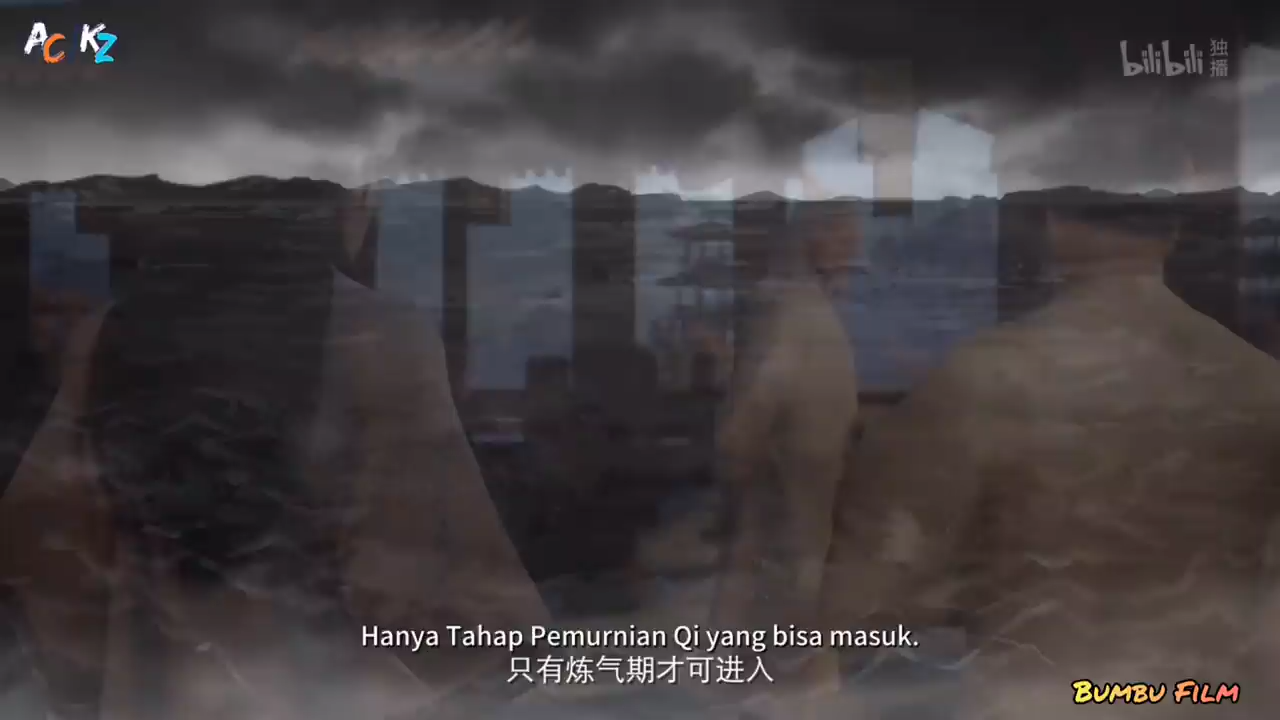 AC KZ
bilibili 独播
Hanya Tahap Pemurnian Qi yang bisa masuk.
只有炼气期才可进入
BUMBU FILM